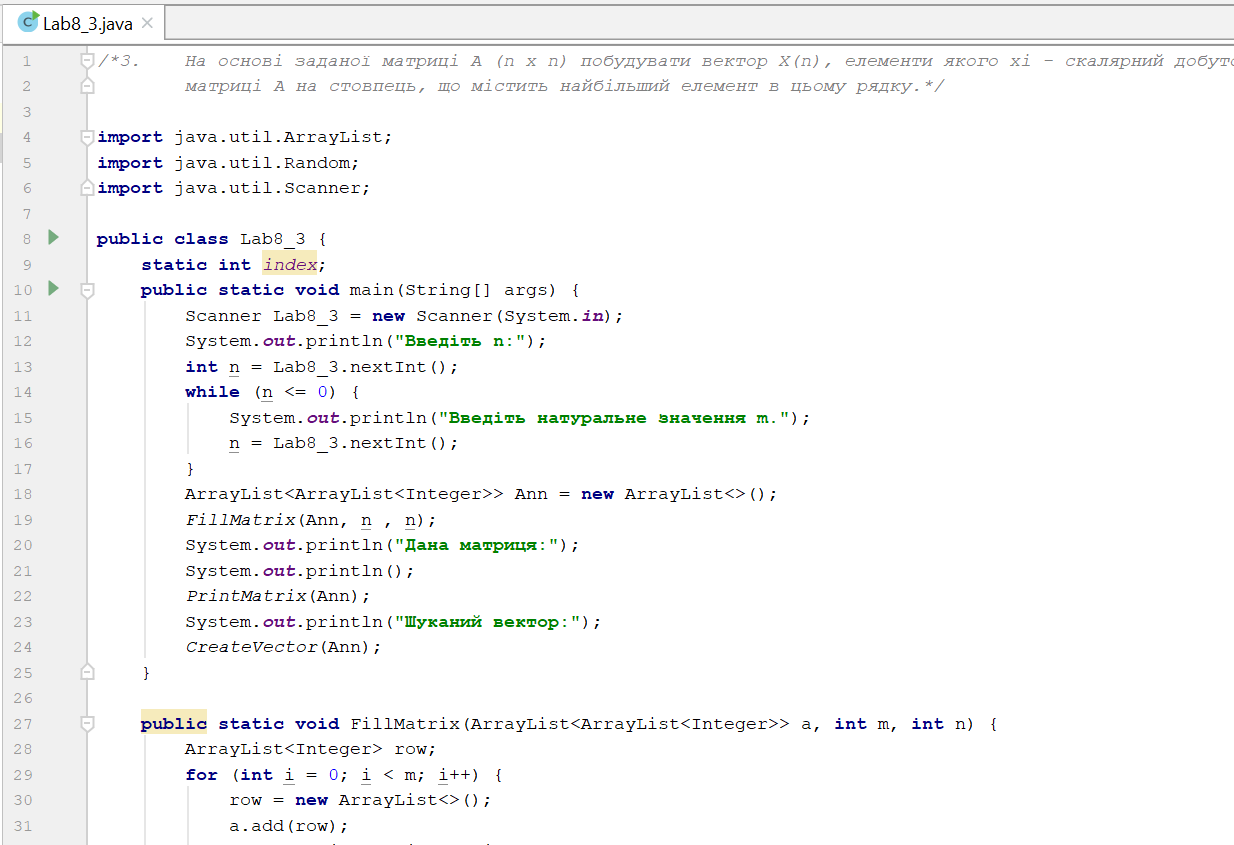 Lab8_3.java
1 /*3. На основі заданої матриці А (n x n) побудувати вектор X(n), елементи якого xi – скалярний
2 матриці А на стовпець, що містить найбільший елемент в цьому рядку.*/
3
4 import java.util.ArrayList;
5 import java.util.Random;
6 import java.util.Scanner;
7
8 public class Lab8_3 {
9 static int index;
10 public static void main(String[] args) {
11 Scanner Lab8_3 = new Scanner(System.in);
12 System.out.println("Введіть n:");
13 int n = Lab8_3.nextInt();
14 while (n <= 0) {
15 System.out.println("Введіть натуральне значення m.");
16 n = Lab8_3.nextInt();
17 }
18 ArrayList<ArrayList<Integer>> Ann = new ArrayList<>();
19 FillMatrix(Ann, n , n);
20 System.out.println("Дана матриця:");
21 System.out.println();
22 PrintMatrix(Ann);
23 System.out.println("Шуканий вектор:");
24 CreateVector(Ann);
25 }
26
27 public static void FillMatrix(ArrayList<ArrayList<Integer>> a, int m, int n) {
28 ArrayList<Integer> row;
29 for (int i = 0; i < m; i++) {
30 row = new ArrayList<>();
31 a.add(row);